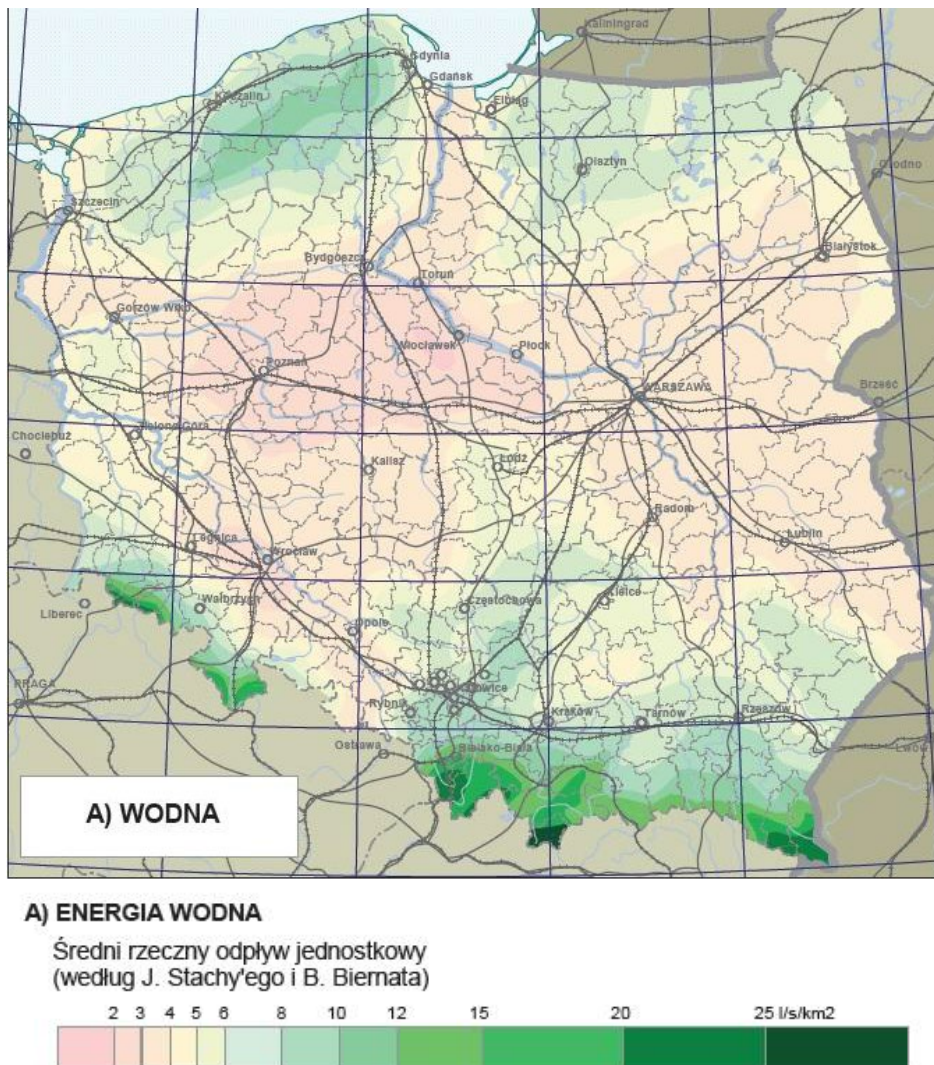 Kaliningrad
Gdynia
Gdańsk
Koszalin
Elbląg
Olsztyn
Grodno
Szczecin
Białystok
Bydgoszcz
Toruń
Gorzów Wlkp.
Włocławek
Płock
Poznań
WARSZAWA
Brześć
Zielona Góra
Chociebuż
Kalisz
Łódź
Radom
Lublin
Legnica
Wrocław
Kielce
Liberec
Wałbrzych
Częstochowa
Opole
PRAGA
Katowice
Rybnik
Kraków
Tarnów
Rzeszów
Ostrawa
Bielsko-Biała
Lwów
A) WODNA
A) ENERGIA WODNA
Średni rzeczny odpływ jednostkowy
(według J. Stachy'ego i B. Biernata)
2 3 4 5 6 8 10 12 15 20 25 l/s/km2